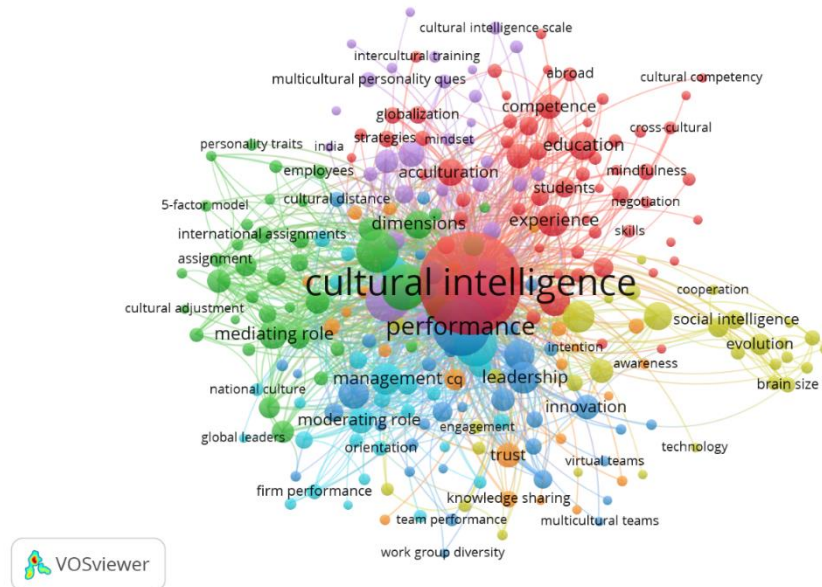 cultural intelligence scale
intercultural training
abroad
multicultural personality ques
cultural competency
competence
globalization
cross-cultural
strategies
mindset
education
personality traits
india
employees
acculturation
mindfulness
students
cultural distance
negotiation
5-factor model
dimensions
experience
skills
international assignments
assignment
cultural intelligence
cooperation
cultural adjustment
performance
social intelligence
mediating role
evolution
intention
awareness
management
cq
leadership
brain size
national culture
moderating role
innovation
engagement
global leaders
orientation
trust
technology
virtual teams
firm performance
knowledge sharing
team performance
multicultural teams
work group diversity
VOSviewer